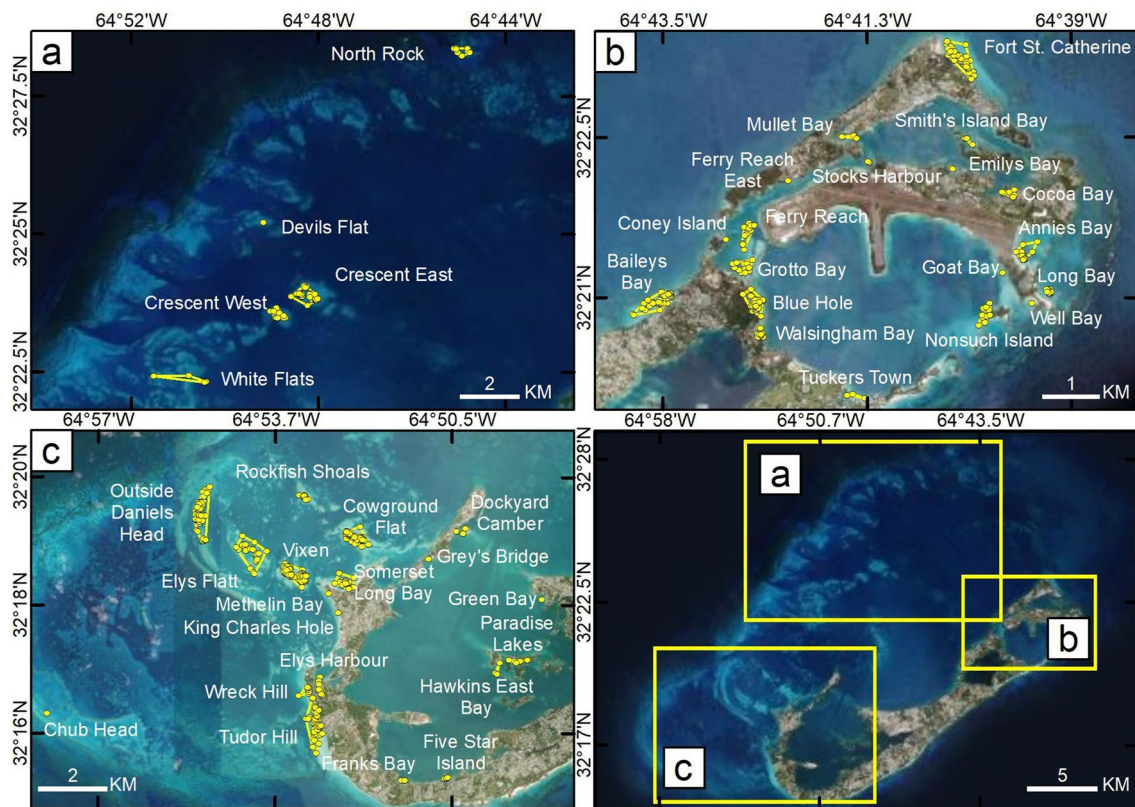 64°52'W 64°48'W 64°44'W
a
North Rock
32°27.5'N
32°25'N
32°22.5'N
Devils Flat
Crescent East
Crescent West
White Flats
2 KM
64°43.5'W 64°41.3'W 64°39'W
b
Fort St. Catherine
32°22.5'N
32°21'N
Mullet Bay
Smith's Island Bay
Ferry Reach
East
Stocks Harbour
Emilys Bay
Cocoa Bay
Coney Island
Ferry Reach
Annies Bay
Baileys
Bay
Grotto Bay
Goat Bay
Long Bay
Blue Hole
Well Bay
Walsingham Bay
Nonsuch Island
Tuckers Town
1 KM
64°57'W 64°53.7'W 64°50.5'W
c
32°20'N
32°18'N
32°16'N
Rockfish Shoals
Outside
Daniels
Head
Cowground
Flat
Dockyard
Camber
Elys Flatt
Vixen
Grey's Bridge
Somerset
Long Bay
Methelin Bay
Green Bay
King Charles Hole
Paradise
Lakes
Elys Harbour
Wreck Hill
Hawkins East
Bay
Chub Head
Tudor Hill
Five Star
Island
Franks Bay
2 KM
64°58'W 64°50.7'W 64°43.5'W
32°28'N
32°22.5'N
32°17'N
a
b
c
5 KM